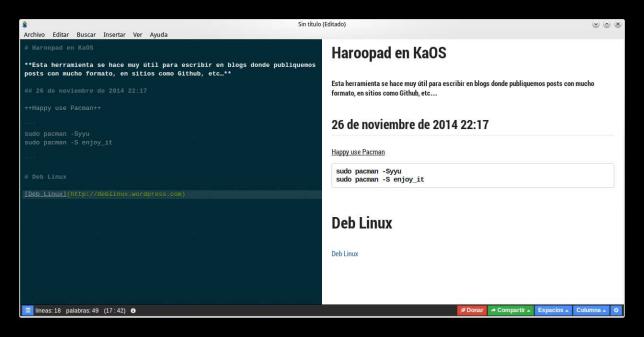 Sin título (Editado)
Archivo Editar Buscar Insertar Ver Ayuda
# Haroopad en KaOS
**Esta herramienta se hace muy útil para escribir en blogs donde publiquemos
posts con mucho formato, en sitios como Github, etc…**
## 26 de noviembre de 2014 22:17
++Happy use Pacman++
```
sudo pacman -Syyu
sudo pacman -S enjoy_it
```
# Deb Linux
[Deb Linux](http://deblinux.wordpress.com)
Haroopad en KaOS
Esta herramienta se hace muy útil para escribir en blogs donde publiquemos posts con mucho
formato, en sitios como Github, etc…
26 de noviembre de 2014 22:17
Happy use Pacman
sudo pacman -Syyu
sudo pacman -S enjoy_it
Deb Linux
Deb Linux
líneas: 18 palabras: 49 (17 : 42)
Donar Compartir Espacios Columna